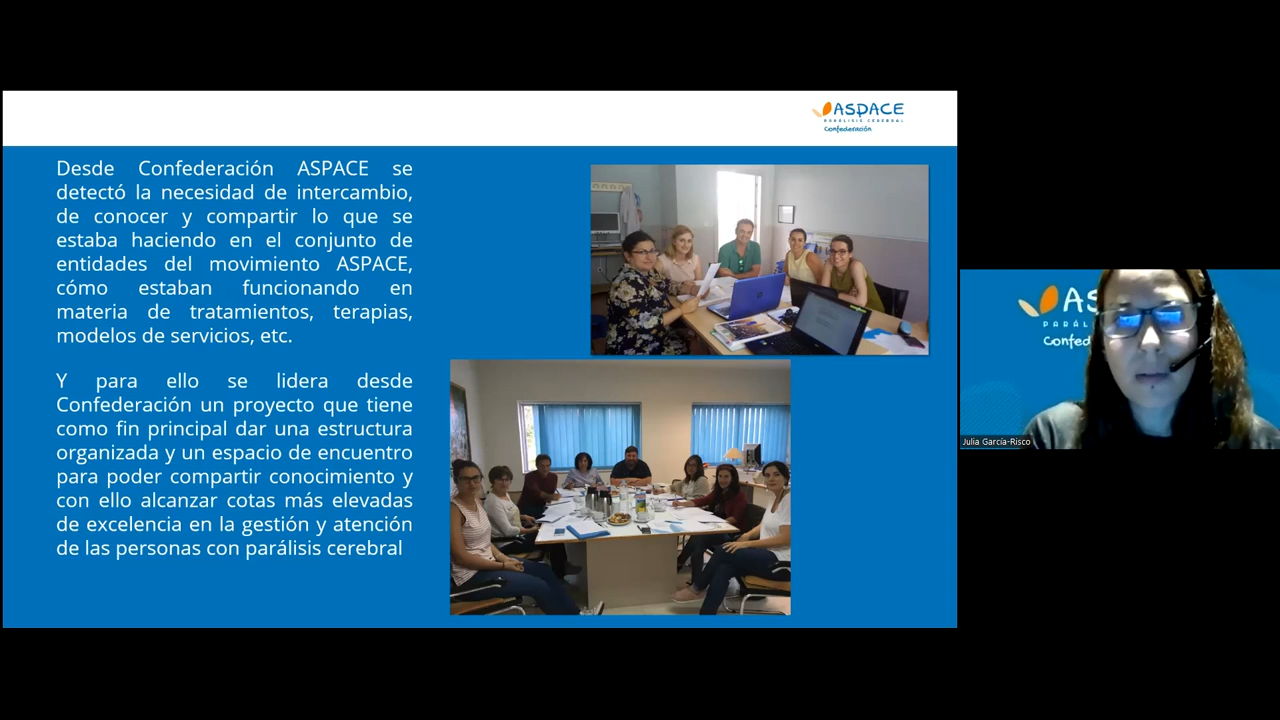 ASPACE
PARÁLISIS CEREBRAL
Confederación
Desde Confederación ASPACE se
detectó la necesidad de intercambio,
de conocer y compartir lo que se
estaba haciendo en el conjunto de
entidades del movimiento ASPACE,
cómo estaban funcionando en
materia de tratamientos, terapias,
modelos de servicios, etc.
Y para ello se lidera desde
Confederación un proyecto que tiene
como fin principal dar una estructura
organizada y un espacio de encuentro
para poder compartir conocimiento y
con ello alcanzar cotas más elevadas
de excelencia en la gestión y atención
de las personas con parálisis cerebral
AS
PARÁL
Confed
Julia García-Risco